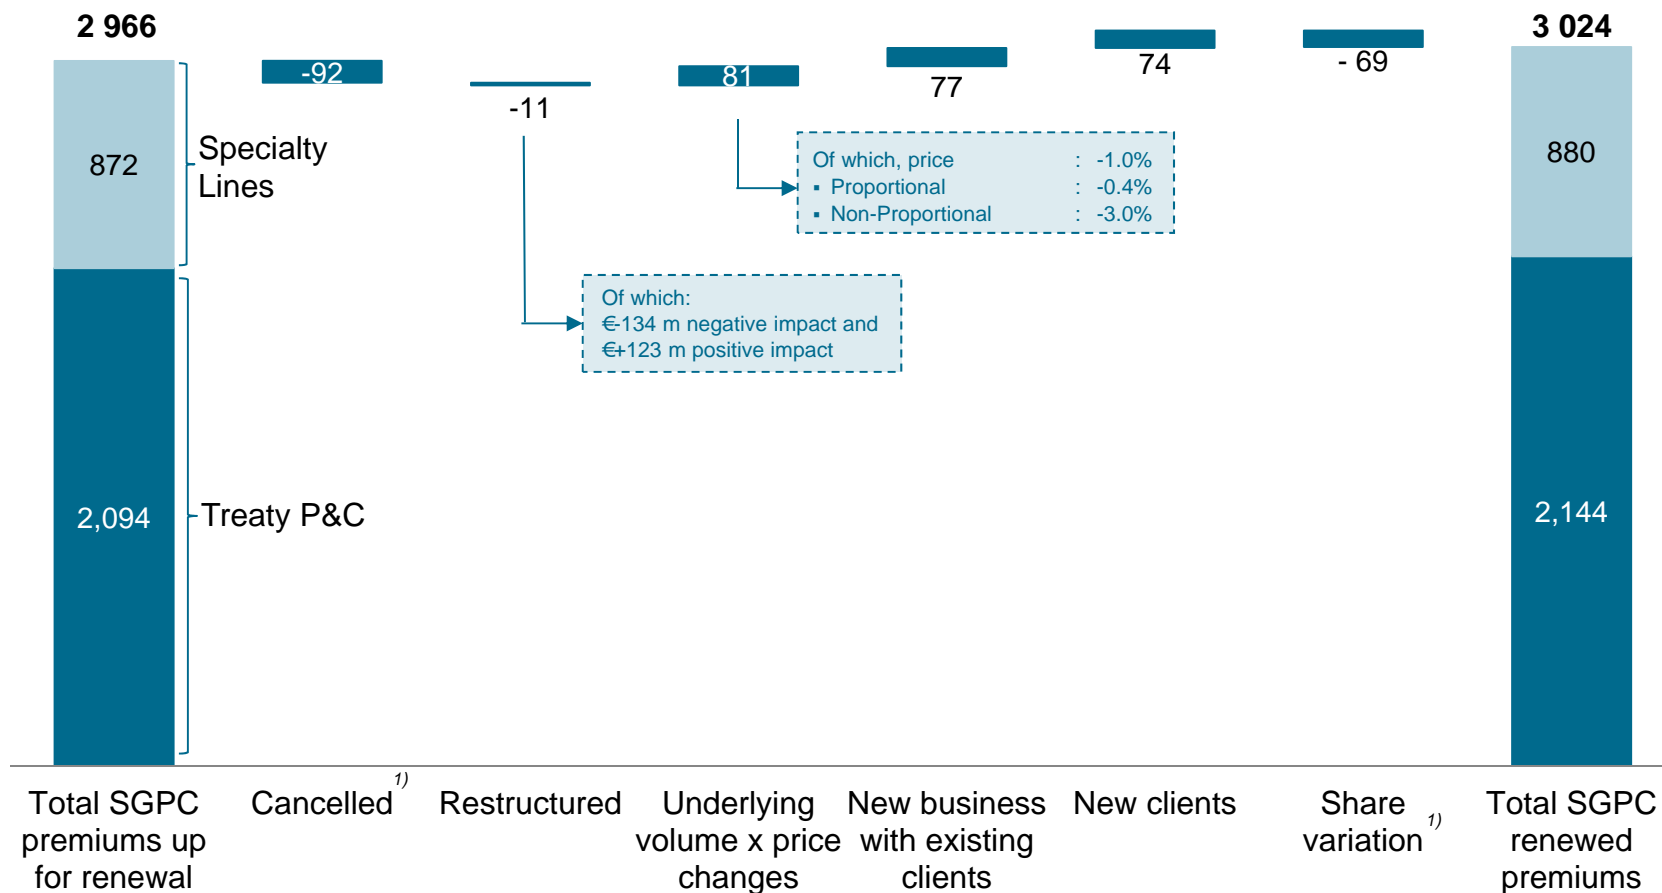 2 966
3 024
-92
-11
81
77
74
- 69
872
Specialty
Lines
880
Of which, price : -1.0%
▪ Proportional : -0.4%
▪ Non-Proportional : -3.0%
Of which:
€-134 m negative impact and
€+123 m positive impact
2,094
Treaty P&C
2,144
Total SGPC
premiums up
for renewal
Cancelled 1)
Restructured
Underlying
volume x price
changes
New business
with existing
clients
New clients
Share
variation 1)
Total SGPC
renewed
premiums